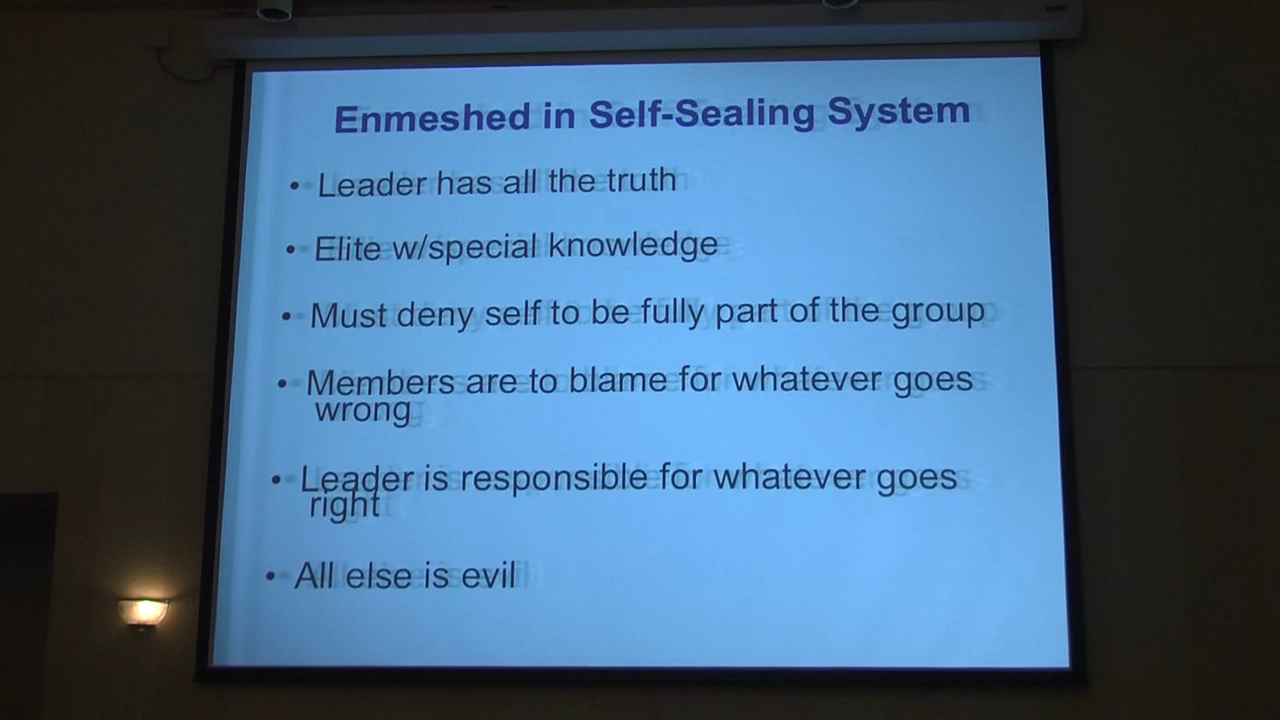 Enmeshed in Self-Sealing System
• Leader has all the truth
• Elite w/special knowledge
• Must deny self to be fully part of the group
• Members are to blame for whatever goes
wrong
• Leader is responsible for whatever goes
right
• All else is evil